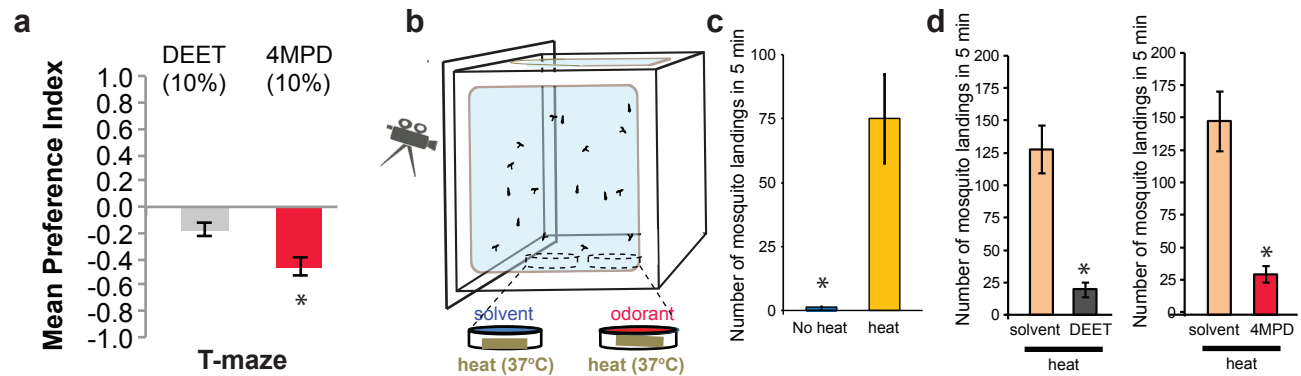 a
DEET
(10%)
4MPD
(10%)
Mean Preference Index
1.0
0.8
0.6
0.4
0.2
0.0
-0.2
-0.4
-0.6
-0.8
-1.0
*
T-maze
b
solvent
odorant
heat (37°C)
heat (37°C)
c
Number of mosquito landings in 5 min
100
75
50
25
0
*
No heat
heat
d
Number of mosquito landings in 5 min
200
175
150
125
100
75
50
25
0
*
solvent
DEET
heat
Number of mosquito landings in 5 min
200
175
150
125
100
75
50
25
0
*
solvent
4MPD
heat